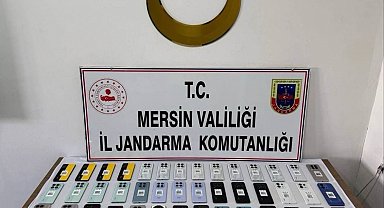 T.C.
MERSİN VALİLİĞİ
İL JANDARMA KOMUTANLIĞI